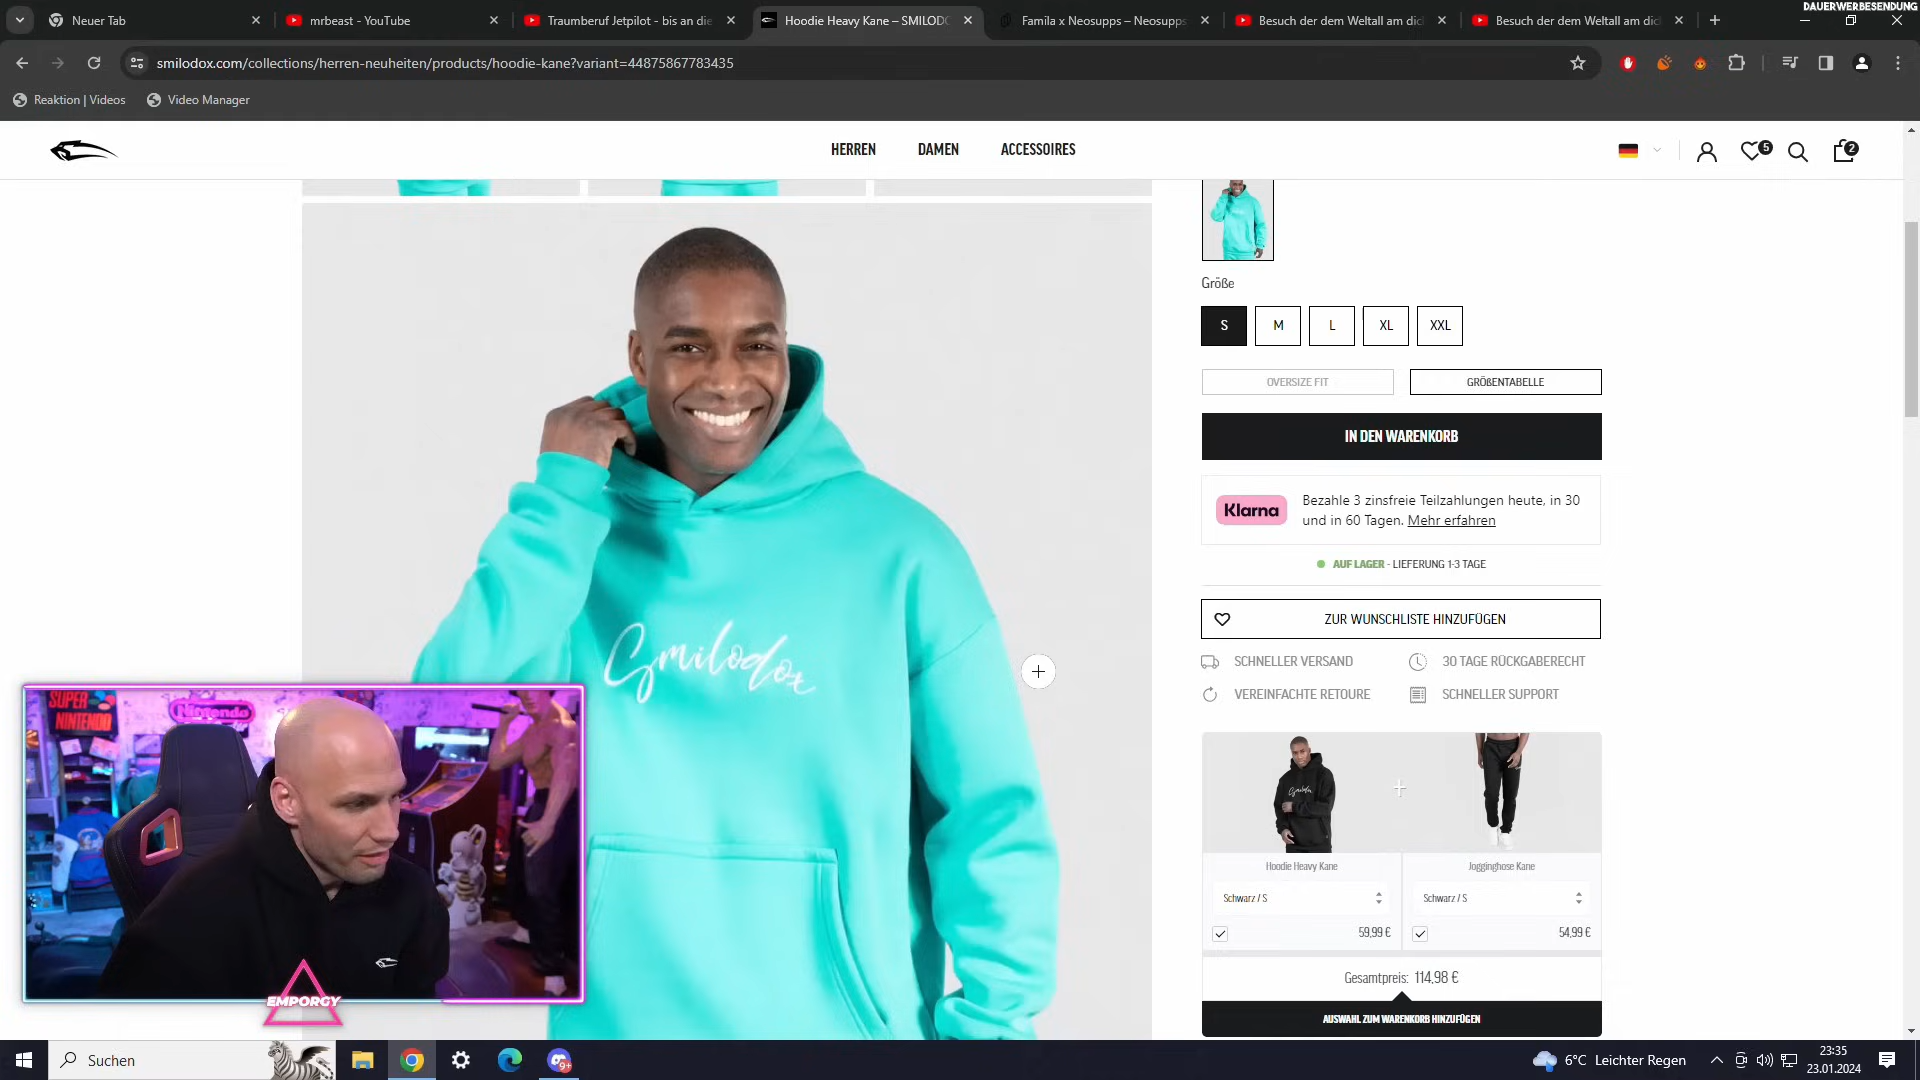 DAUERWERBESENDUNG
Neuer Tab
mrbeast - YouTube
Traumberuf Jetpilot - bis an die
Hoodie Heavy Kane – SMILODO
Famila x Neosupps – Neosupps
Besuch der dem Weltall am dic
Besuch der dem Weltall am dic
smilodox.com/collections/herren-neuheiten/products/hoodie-kane?variant=44875867783435
Reaktion | Videos
Video Manager
HERREN
DAMEN
ACCESSOIRES
5
2
Größe
S
M
L
XL
XXL
OVERSIZE FIT
GRÖßENTABELLE
IN DEN WARENKORB
Klarna
Bezahle 3 zinsfreie Teilzahlungen heute, in 30
und in 60 Tagen. Mehr erfahren
AUF LAGER - LIEFERUNG 1-3 TAGE
ZUR WUNSCHLISTE HINZUFÜGEN
SCHNELLER VERSAND
30 TAGE RÜCKGABERECHT
VEREINFACHTE RETOURE
SCHNELLER SUPPORT
Smilodox
SUPER
NINTENDO
Nintendo
Hoodie Heavy Kane
Jogginghose Kane
Schwarz / S
Schwarz / S
59,99 €
54,99 €
Gesamtpreis: 114,98 €
AUSWAHL ZUM WARENKORB HINZUFÜGEN
EMPORGY
Suchen
9+
6°C Leichter Regen
23:35
23.01.2024